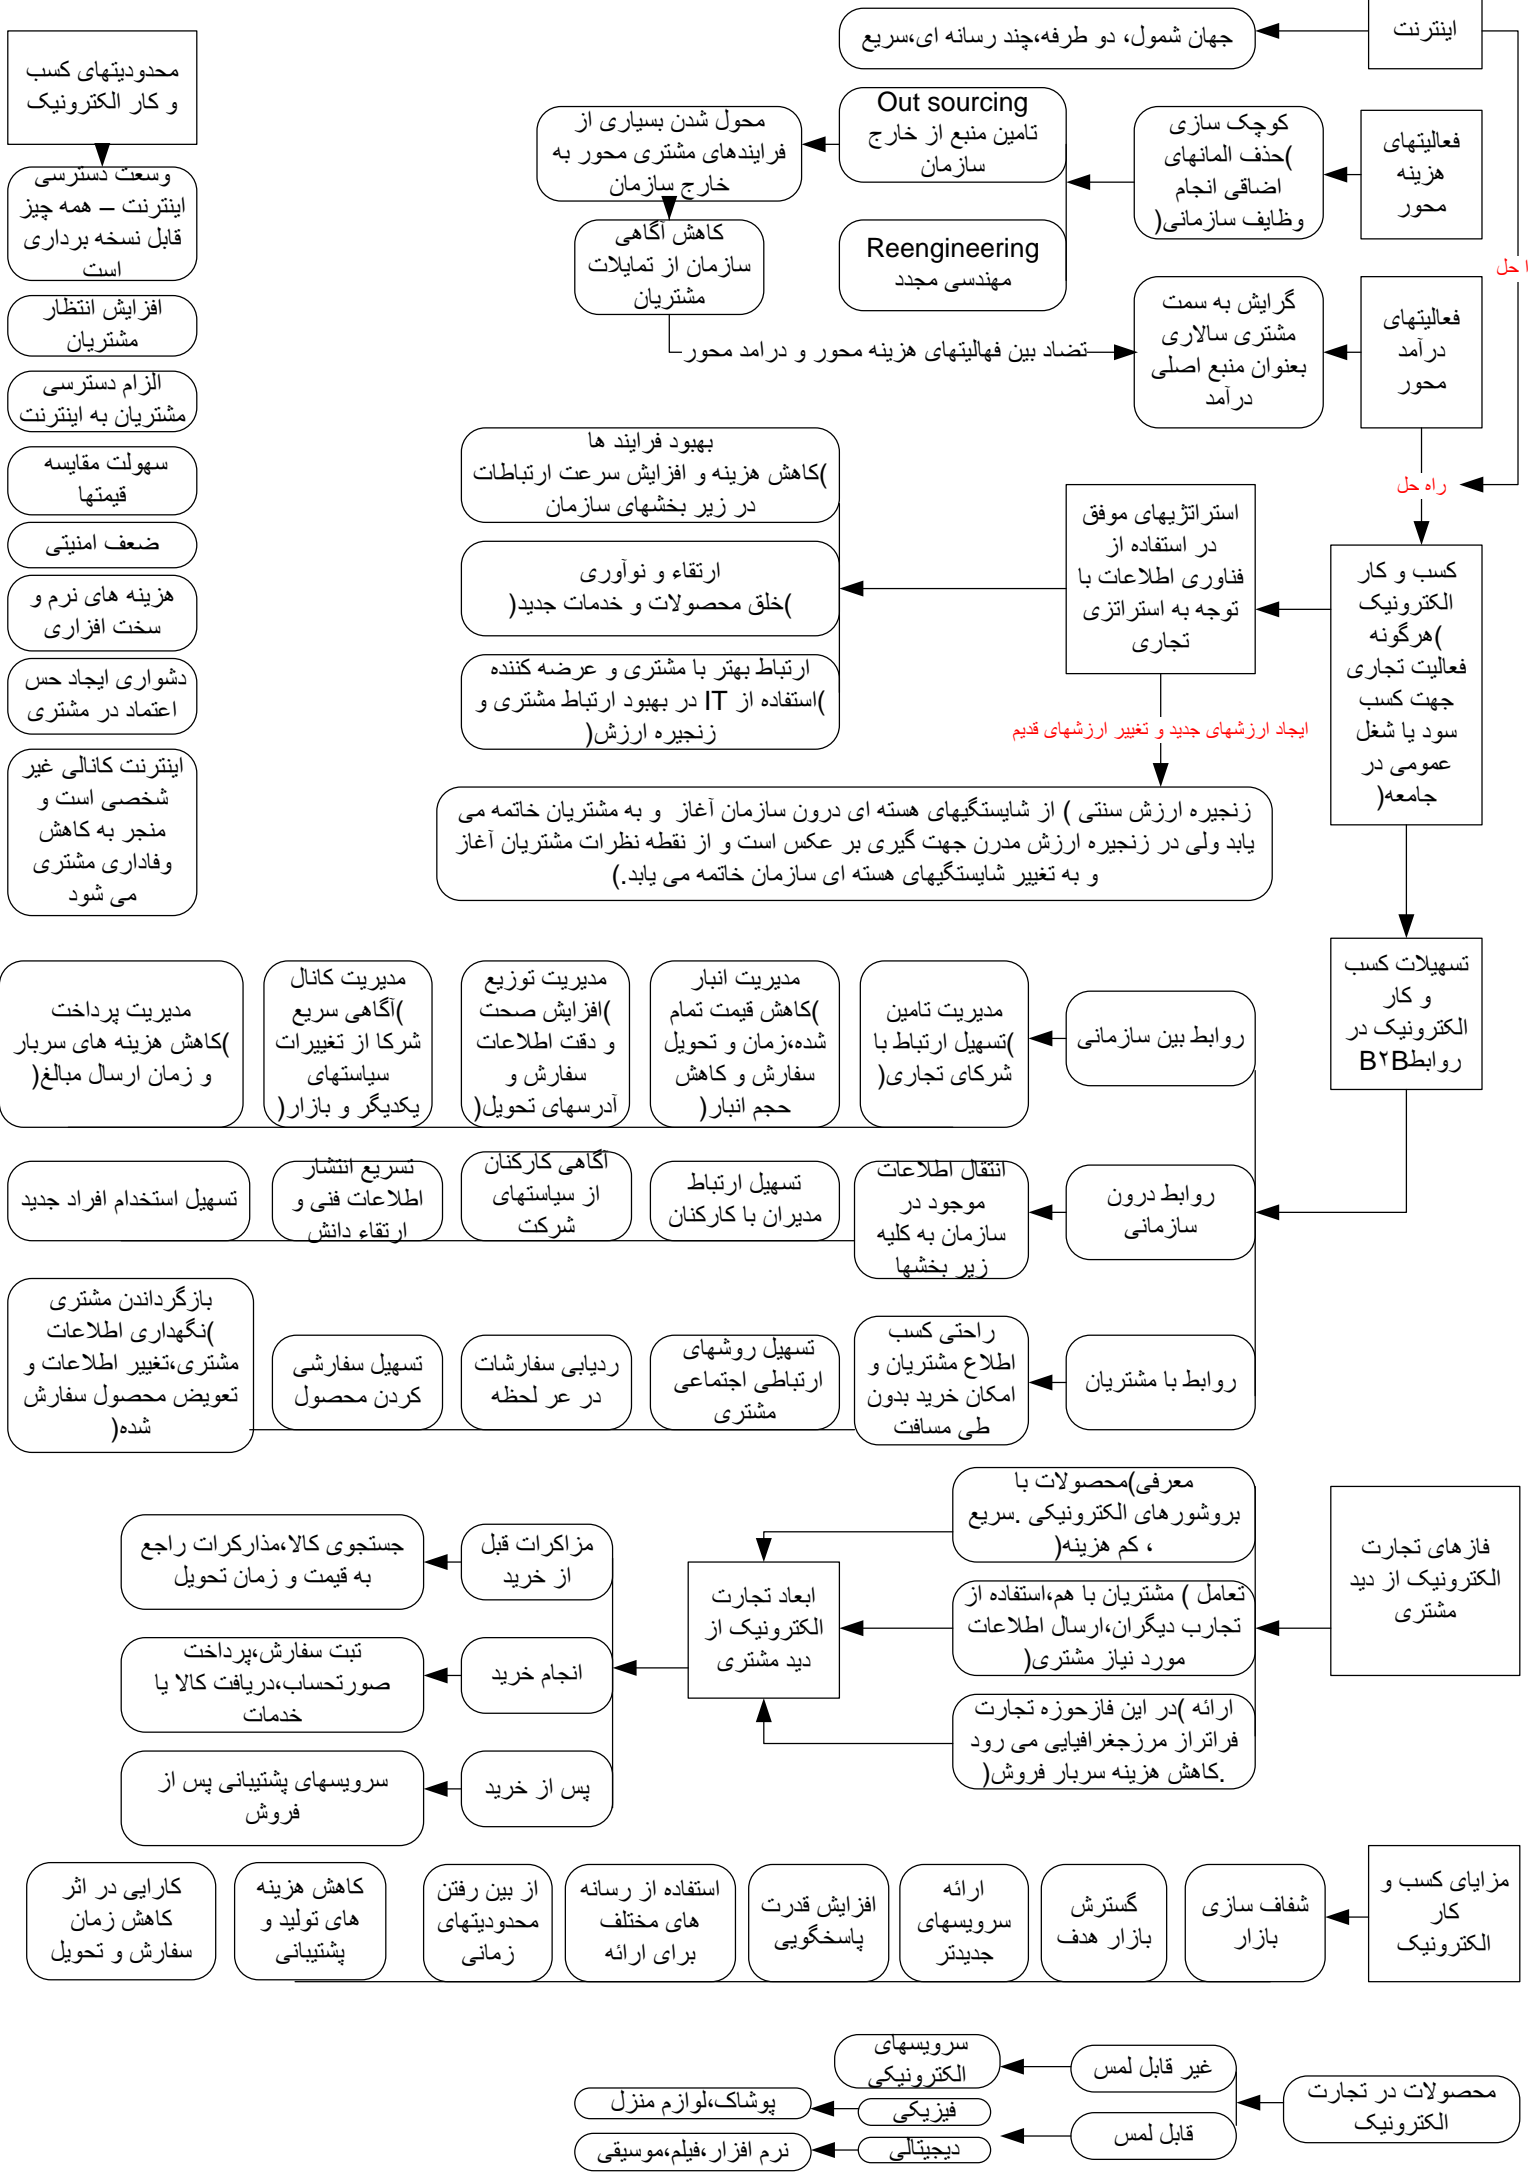 اینترنت
جهان شمول، دو طرفه،چند رسانه ای،سریع
فعالیتهای
هزینه
محور
کوچک سازی
)حذف المانهای
اضاقی انجام
وظایف سازمانی(
Out sourcing
تامین منبع از خارج
سازمان
Reengineering
مهندسی مجدد
محول شدن بسیاری از
فرایندهای مشتری محور به
خارج سازمان
کاهش آگاهی
سازمان از تمایلات
مشتریان
تضاد بین فهالیتهای هزینه محور و درامد محور
فعالیتهای
درآمد
محور
گرایش به سمت
مشتری سالاری
بعنوان منبع اصلی
درآمد
ا حل
راه حل
کسب و کار
الکترونیک
)هرگونه
فعالیت تجاری
جهت کسب
سود یا شغل
عمومی در
جامعه(
استراتژیهای موفق
در استفاده از
فناوری اطلاعات با
توجه به استراتزی
تجاری
بهبود فرایند ها
)کاهش هزینه و افزایش سرعت ارتباطات
در زیر بخشهای سازمان
ارتقاء و نوآوری
)خلق محصولات و خدمات جدید(
ارتباط بهتر با مشتری و عرضه کننده
)استفاده از IT در بهبود ارتباط مشتری و
زنجیره ارزش(
ایجاد ارزشهای جدید و تغییر ارزشهای قدیم
زنجیره ارزش سنتی ) از شایستگیهای هسته ای درون سازمان آغاز و به مشتریان خاتمه می
یابد ولی در زنجیره ارزش مدرن جهت گیری بر عکس است و از نقطه نظرات مشتریان آغاز
و به تغییر شایستگیهای هسته ای سازمان خاتمه می یابد.)
محدودیتهای کسب
و کار الکترونیک
وسعت دسترسی
اینترنت – همه چیز
قابل نسخه برداری
است
افزایش انتظار
مشتریان
الزام دسترسی
مشتریان به اینترنت
سهولت مقایسه
قیمتها
ضعف امنیتی
هزینه های نرم و
سخت افزاری
دشواری ایجاد حس
اعتماد در مشتری
اینترنت کانالی غیر
شخصی است و
منجر به کاهش
وفاداری مشتری
می شود
تسهیلات کسب
و کار
الکترونیک در
روابطB۲B
روابط بین سازمانی
مدیریت تامین
)تسهیل ارتباط با
شرکای تجاری(
مدیریت انبار
)کاهش قیمت تمام
شده،زمان و تحویل
سفارش و کاهش
حجم انبار(
مدیریت توزیع
)افزایش صحت
و دقت اطلاعات
سفارش و
آدرسهای تحویل(
مدیریت کانال
)آگاهی سریع
شرکا از تغییرات
سیاستهای
یکدیگر و بازار(
مدیریت پرداخت
)کاهش هزینه های سربار
و زمان ارسال مبالغ(
روابط درون
سازمانی
انتقال اطلاعات
موجود در
سازمان به کلیه
زیر بخشها
تسهیل ارتباط
مدیران با کارکنان
آگاهی کارکنان
از سیاستهای
شرکت
تسریع انتشار
اطلاعات فنی و
ارتقاء دانش
تسهیل استخدام افراد جدید
روابط با مشتریان
راحتی کسب
اطلاع مشتریان و
امکان خرید بدون
طی مسافت
تسهیل روشهای
ارتباطی اجتماعی
مشتری
ردیابی سفارشات
در عر لحظه
تسهیل سفارشی
کردن محصول
بازگرداندن مشتری
)نگهداری اطلاعات
مشتری،تغییر اطلاعات و
تعویض محصول سفارش
شده(
فازهای تجارت
الکترونیک از دید
مشتری
معرفی)محصولات با
بروشورهای الکترونیکی .سریع
، کم هزینه(
تعامل ) مشتریان با هم،استفاده از
تجارب دیگران،ارسال اطلاعات
مورد نیاز مشتری(
ارائه )در این فازحوزه تجارت
فراتراز مرزجغرافیایی می رود
.کاهش هزینه سربار فروش(
ابعاد تجارت
الکترونیک از
دید مشتری
مزاکرات قبل
از خرید
جستجوی کالا،مذارکرات راجع
به قیمت و زمان تحویل
انجام خرید
ثبت سفارش،پرداخت
صورتحساب،دریافت کالا یا
خدمات
پس از خرید
سرویسهای پشتیبانی پس از
فروش
مزایای کسب و
کار
الکترونیک
شفاف سازی
بازار
گسترش
بازار هدف
ارائه
سرویسهای
جدیدتر
افزایش قدرت
پاسخگویی
استفاده از رسانه
های مختلف
برای ارائه
از بین رفتن
محدودیتهای
زمانی
کاهش هزینه
های تولید و
پشتیبانی
کارایی در اثر
کاهش زمان
سفارش و تحویل
محصولات در تجارت
الکترونیک
غیر قابل لمس
سرویسهای
الکترونیکی
قابل لمس
فیزیکی
پوشاک،لوازم منزل
دیجیتالی
نرم افزار،فیلم،موسیقی